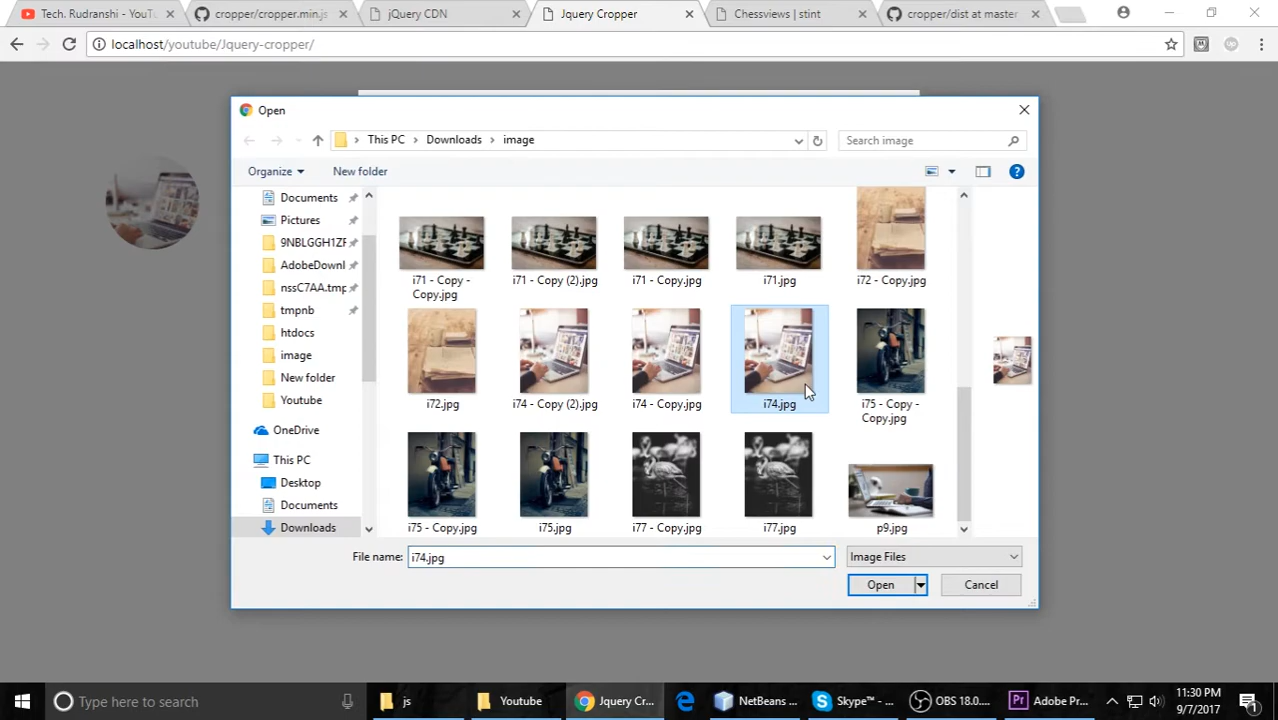 Tech. Rudranshi - YouT
cropper/cropper.min.js
jQuery CDN
Jquery Cropper
Chessviews | stint
cropper/dist at master
localhost/youtube/Jquery-cropper/
Open
This PC
Downloads
image
Search image
Organize
New folder
Documents
Pictures
9NBLGGH1ZF
AdobeDownl
nssC7AA.tmp
tmpnb
htdocs
image
New folder
Youtube
OneDrive
This PC
Desktop
Documents
Downloads
i71 - Copy -
Copy.jpg
i71 - Copy (2).jpg
i71 - Copy.jpg
i71.jpg
i72 - Copy.jpg
i72.jpg
i74 - Copy (2).jpg
i74 - Copy.jpg
i74.jpg
i75 - Copy -
Copy.jpg
i75 - Copy.jpg
i75.jpg
i77 - Copy.jpg
i77.jpg
p9.jpg
File name:
i74.jpg
Image Files
Open
Cancel
Type here to search
js
Youtube
Jquery Cr...
NetBeans ...
Skype™ - ...
OBS 18.0....
Adobe Pr...
11:30 PM
9/7/2017
1